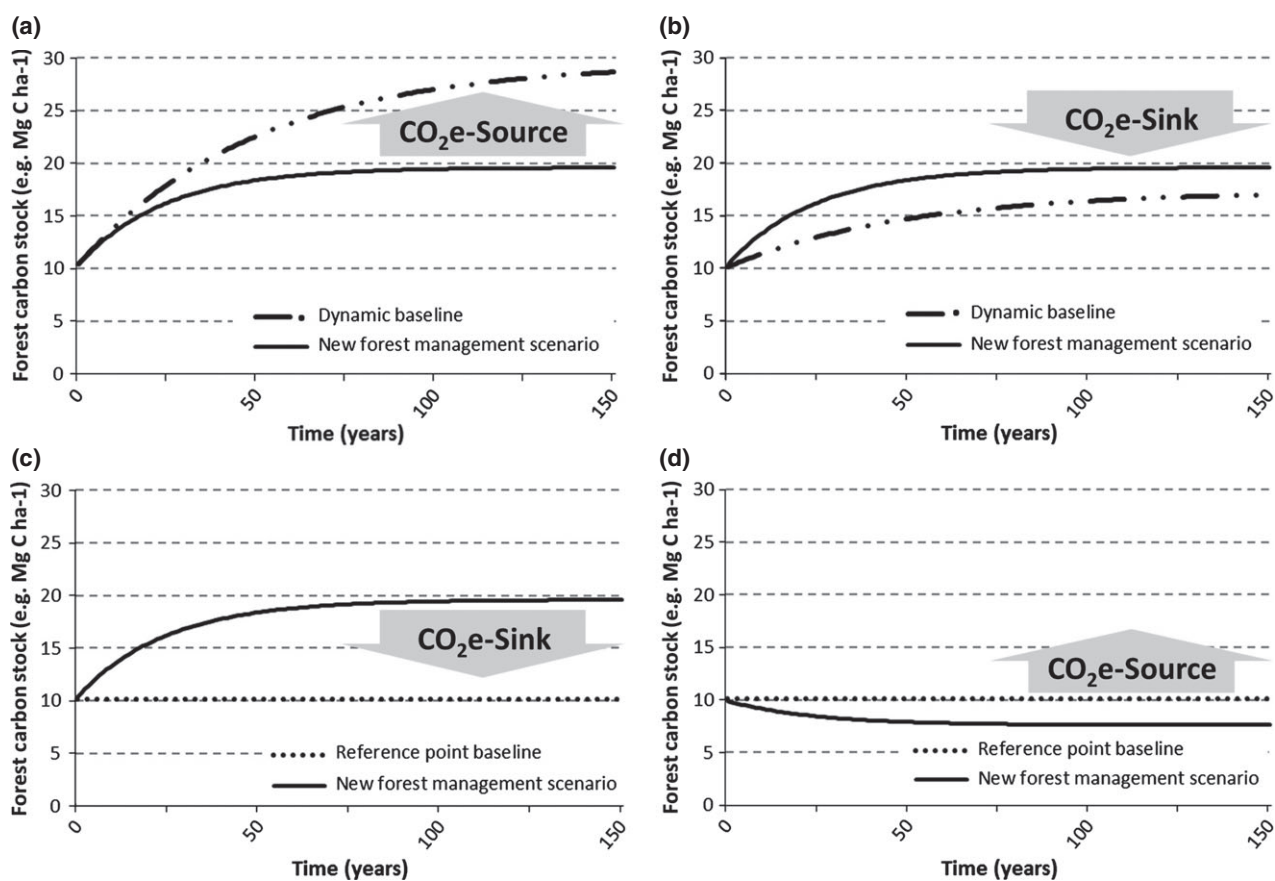 (a)
Forest carbon stock (e.g. Mg C ha-1)
30
25
20
15
10
5
0
CO₂e-Source
Dynamic baseline
New forest management scenario
0
50
100
150
Time (years)
(b)
Forest carbon stock (e.g. Mg C ha-1)
30
25
20
15
10
5
0
CO₂e-Sink
Dynamic baseline
New forest management scenario
0
50
100
150
Time (years)
(c)
Forest carbon stock (e.g. Mg C ha-1)
30
25
20
15
10
5
0
CO₂e-Sink
Reference point baseline
New forest management scenario
0
50
100
150
Time (years)
(d)
Forest carbon stock (e.g. Mg C ha-1)
30
25
20
15
10
5
0
CO₂e-Source
Reference point baseline
New forest management scenario
0
50
100
150
Time (years)